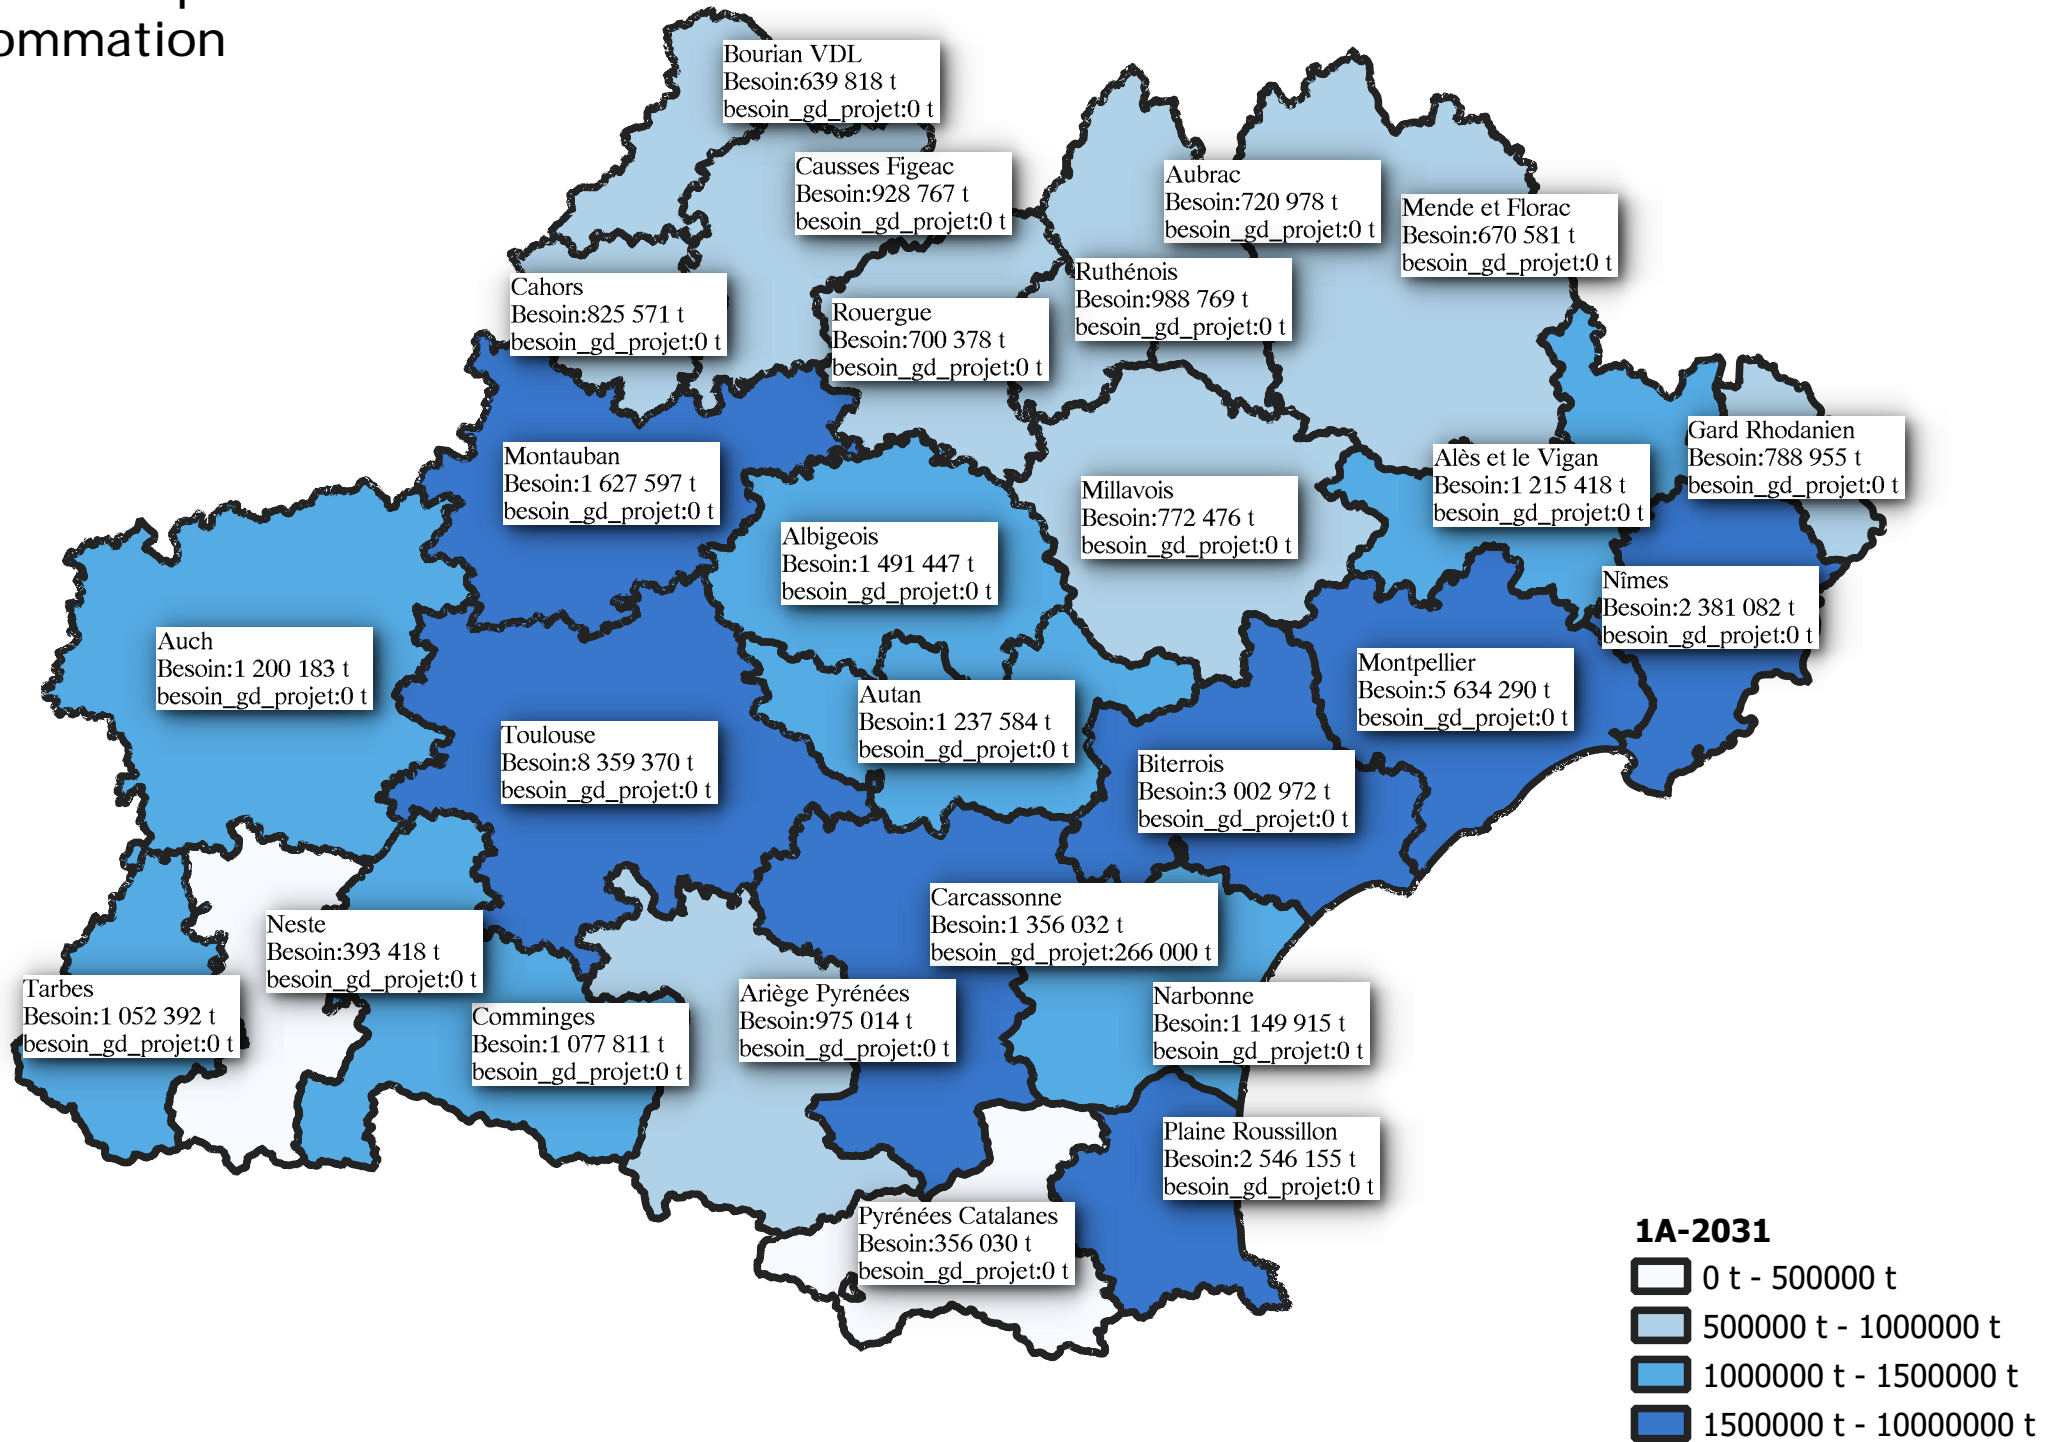 ommation
Bourian VDL
Besoin:639 818 t
besoin_gd_projet:0 t
Causses Figeac
Besoin:928 767 t
besoin_gd_projet:0 t
Aubrac
Besoin:720 978 t
besoin_gd_projet:0 t
Mende et Florac
Besoin:670 581 t
besoin_gd_projet:0 t
Cahors
Besoin:825 571 t
besoin_gd_projet:0 t
Rouergue
Besoin:700 378 t
besoin_gd_projet:0 t
Ruthénois
Besoin:988 769 t
besoin_gd_projet:0 t
Montauban
Besoin:1 627 597 t
besoin_gd_projet:0 t
Albigeois
Besoin:1 491 447 t
besoin_gd_projet:0 t
Millavois
Besoin:772 476 t
besoin_gd_projet:0 t
Alès et le Vigan
Besoin:1 215 418 t
besoin_gd_projet:0 t
Gard Rhodanien
Besoin:788 955 t
besoin_gd_projet:0 t
Nîmes
Besoin:2 381 082 t
besoin_gd_projet:0 t
Auch
Besoin:1 200 183 t
besoin_gd_projet:0 t
Toulouse
Besoin:8 359 370 t
besoin_gd_projet:0 t
Autan
Besoin:1 237 584 t
besoin_gd_projet:0 t
Montpellier
Besoin:5 634 290 t
besoin_gd_projet:0 t
Biterrois
Besoin:3 002 972 t
besoin_gd_projet:0 t
Carcassonne
Besoin:1 356 032 t
besoin_gd_projet:266 000 t
Neste
Besoin:393 418 t
besoin_gd_projet:0 t
Tarbes
Besoin:1 052 392 t
besoin_gd_projet:0 t
Comminges
Besoin:1 077 811 t
besoin_gd_projet:0 t
Ariège Pyrénées
Besoin:975 014 t
besoin_gd_projet:0 t
Narbonne
Besoin:1 149 915 t
besoin_gd_projet:0 t
Plaine Roussillon
Besoin:2 546 155 t
besoin_gd_projet:0 t
Pyrénées Catalanes
Besoin:356 030 t
besoin_gd_projet:0 t
1A-2031
0 t - 500000 t
500000 t - 1000000 t
1000000 t - 1500000 t
1500000 t - 10000000 t